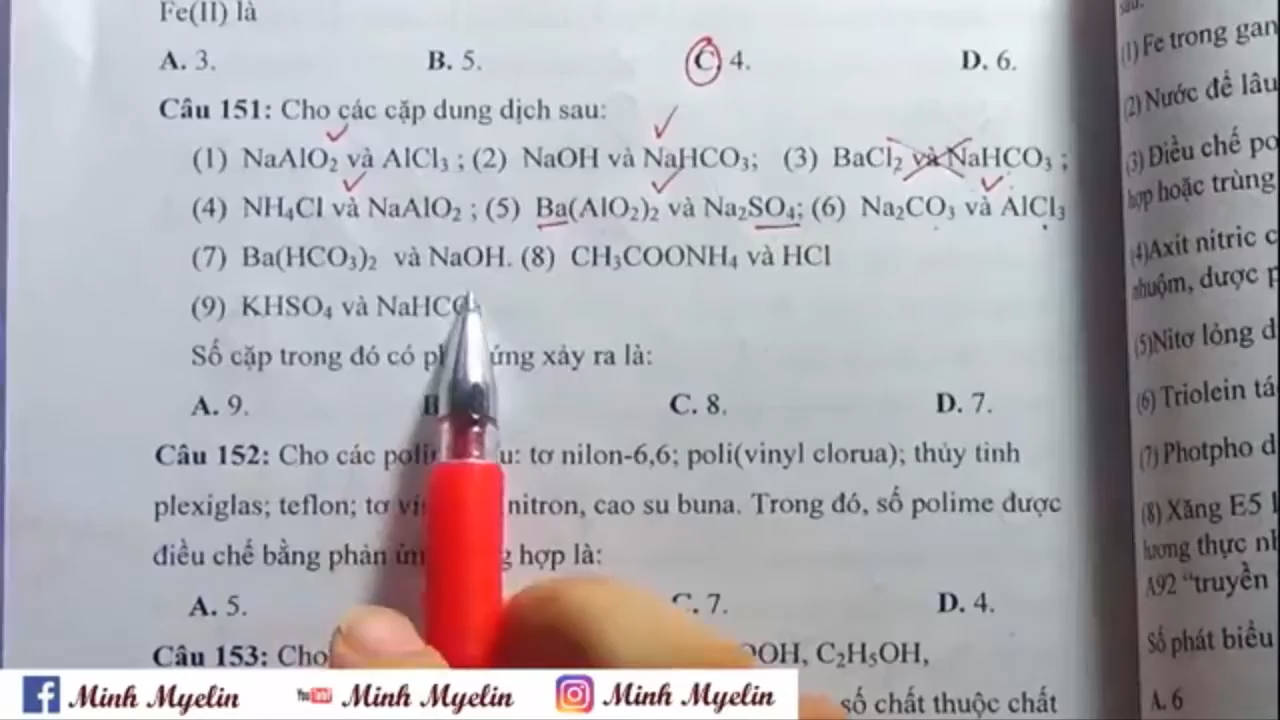 Fe(II) là
A. 3. B. 5. C. 4. D. 6.
Câu 151: Cho các cặp dung dịch sau:
(1) NaAlO₂ và AlCl₃ ; (2) NaOH và NaHCO₃; (3) BaCl₂ và NaHCO₃ ;
(4) NH₄Cl và NaAlO₂ ; (5) Ba(AlO₂)₂ và Na₂SO₄; (6) Na₂CO₃ và AlCl₃
(7) Ba(HCO₃)₂ và NaOH. (8) CH₃COONH₄ và HCl
(9) KHSO₄ và
Số cặp trong đó có ứng xảy ra là:
A. 9. C. 8. D. 7.
Câu 152: Cho các tơ nilon-6,6; poli(vinyl clorua); thủy tinh
plexiglas; teflon; tơ nitron, cao su buna. Trong đó, số polime được
điều chế bằng phản hợp là:
A. 5. C. 7. D. 4.
Câu 153: Cho C₂H₅OH,
số chất thuộc chất
(1) Fe trong
(2) Nước để lâu
(3) Điều chế
hợp hoặc trùng
(4)Axit nitric
nhuộm, dược
(5)Nitơ lỏng
(6) Triolein
(7) Photpho
(8) Xăng E5
lương thực
A92 “truyền
Số phát biểu
A. 6
Minh Myelin YouTube Minh Myelin Minh Myelin